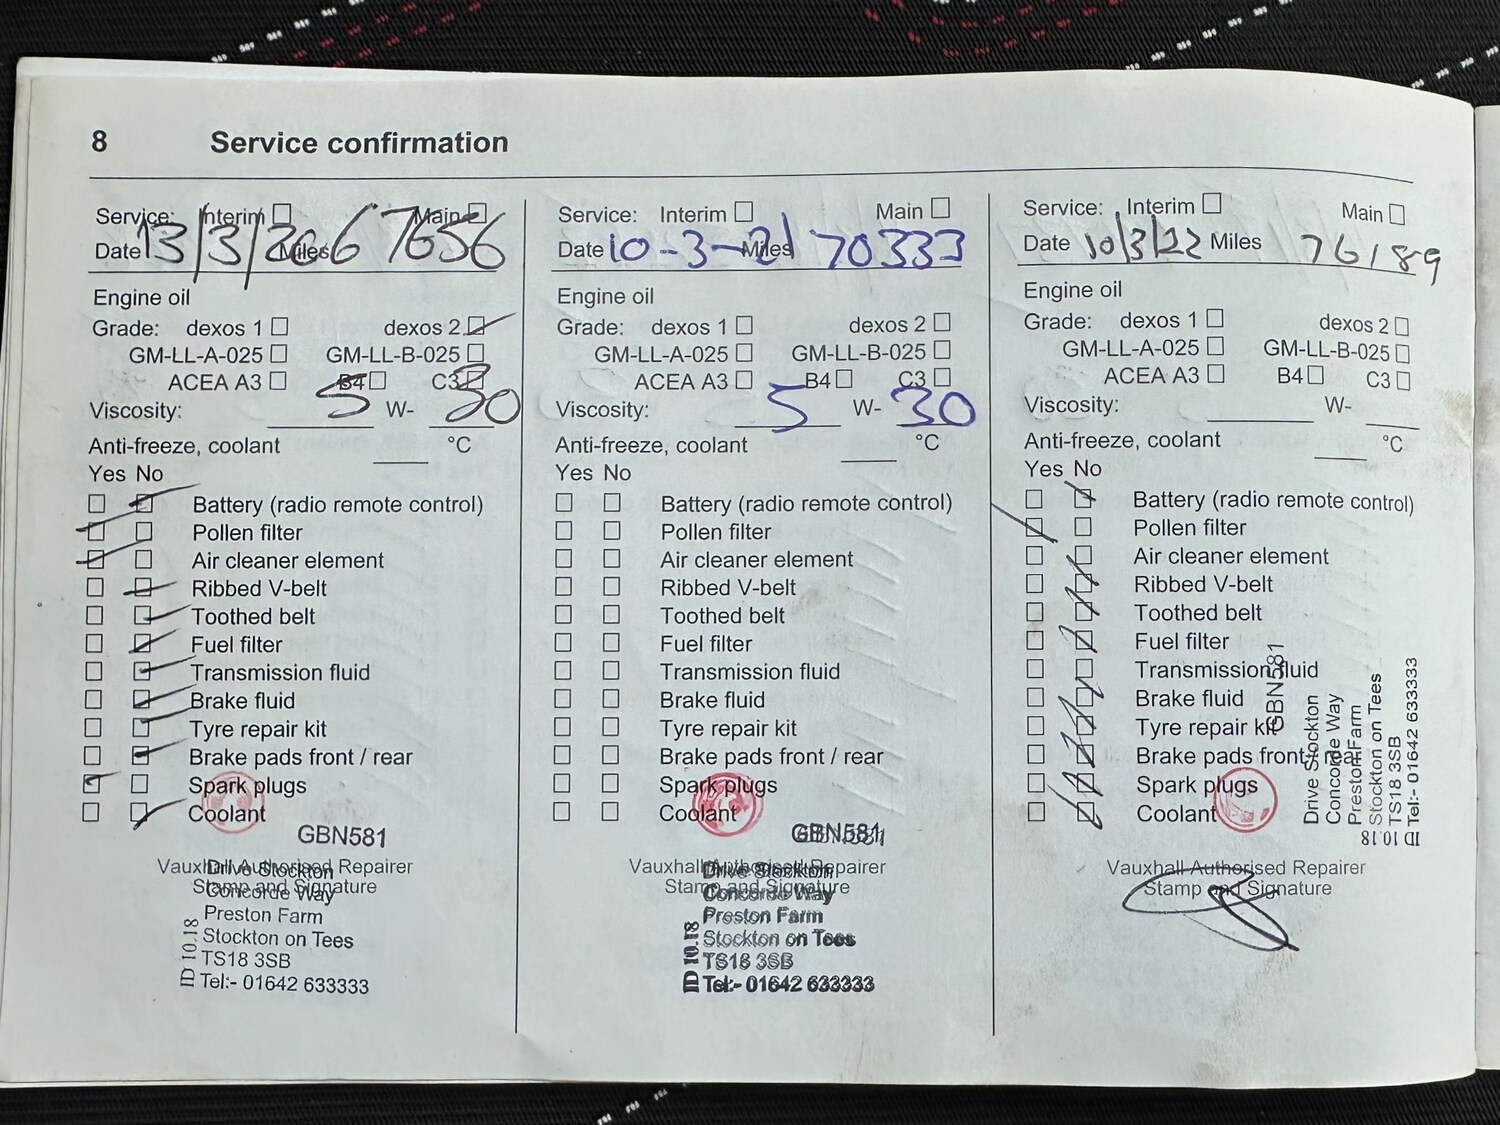 8 Service confirmation
Service: Interim Main
Date 13/3/20 Miles 67656
Engine oil
Grade: dexos 1 dexos 2
GM-LL-A-025 GM-LL-B-025
ACEA A3 B4 C3
Viscosity: 5 W- 30
Anti-freeze, coolant °C
Yes No
Battery (radio remote control)
Pollen filter
Air cleaner element
Ribbed V-belt
Toothed belt
Fuel filter
Transmission fluid
Brake fluid
Tyre repair kit
Brake pads front / rear
Spark plugs
Coolant
GBN581
Vauxhall Authorised Repairer
Stamp and Signature
Drive Stockton
Concorde Way
Preston Farm
Stockton on Tees
TS18 3SB
Tel:- 01642 633333
ID 10.18
Service: Interim Main
Date 10-3-21 Miles 70333
Engine oil
Grade: dexos 1 dexos 2
GM-LL-A-025 GM-LL-B-025
ACEA A3 B4 C3
Viscosity: 5 W- 30
Anti-freeze, coolant °C
Yes No
Battery (radio remote control)
Pollen filter
Air cleaner element
Ribbed V-belt
Toothed belt
Fuel filter
Transmission fluid
Brake fluid
Tyre repair kit
Brake pads front / rear
Spark plugs
Coolant
GBN581
Vauxhall Authorised Repairer
Stamp and Signature
Drive Stockton
Concorde Way
Preston Farm
Stockton on Tees
TS18 3SB
Tel:- 01642 633333
ID 10.18
Service: Interim Main
Date 10/3/22 Miles 76189
Engine oil
Grade: dexos 1 dexos 2
GM-LL-A-025 GM-LL-B-025
ACEA A3 B4 C3
Viscosity: W-
Anti-freeze, coolant °C
Yes No
Battery (radio remote control)
Pollen filter
Air cleaner element
Ribbed V-belt
Toothed belt
Fuel filter
Transmission fluid
Brake fluid
Tyre repair kit
Brake pads front / rear
Spark plugs
Coolant
GBN581
Drive Stockton
Concorde Way
Preston Farm
Stockton on Tees
TS18 3SB
Tel:- 01642 633333
ID 10.18
Vauxhall Authorised Repairer
Stamp and Signature